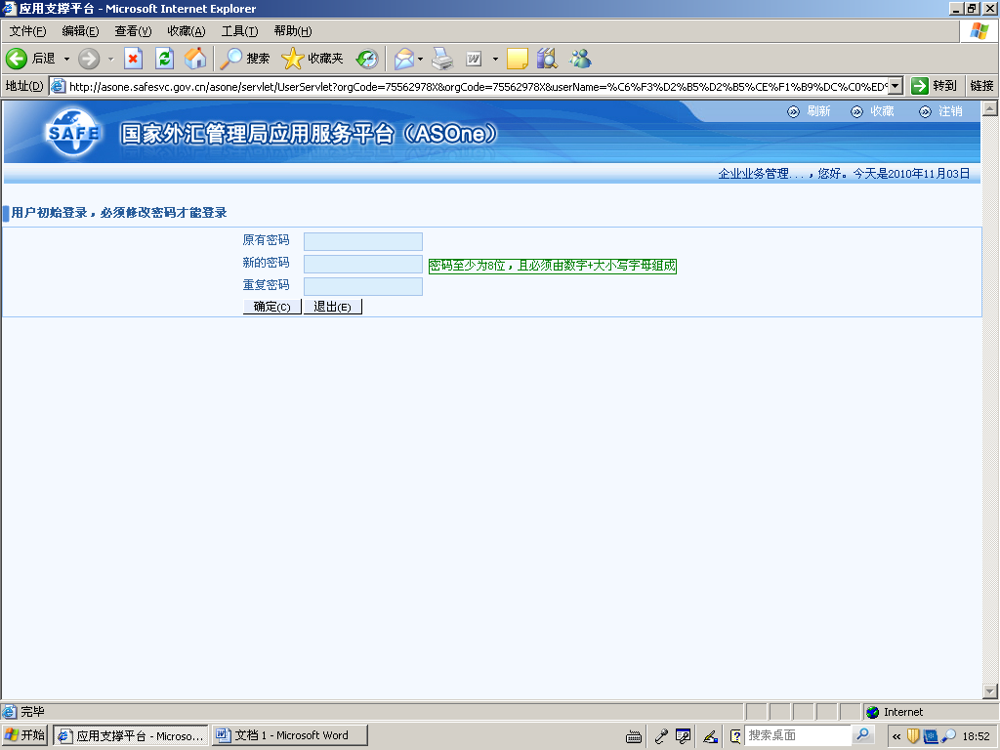 应用支撑平台 - Microsoft Internet Explorer
文件(F) 编辑(E) 查看(V) 收藏(A) 工具(T) 帮助(H)
后退 搜索 收藏夹
地址(D) http://asone.safesvc.gov.cn/asone/servlet/UserServlet?orgCode=75562978X&orgCode=75562978X&userName=%C6%F3%D2%B5%D2%B5%CE%F1%B9%DC%C0%ED% 转到 链接
刷新 收藏 注销
SAFE 国家外汇管理局应用服务平台（ASOne）
企业业务管理...，您好。今天是2010年11月03日
用户初始登录，必须修改密码才能登录
原有密码
新的密码 密码至少为8位，且必须由数字+大小写字母组成
重复密码
确定(C) 退出(E)
完毕 Internet
开始 应用支撑平台 - Microso... 文档 1 - Microsoft Word 搜索桌面 « 18:52